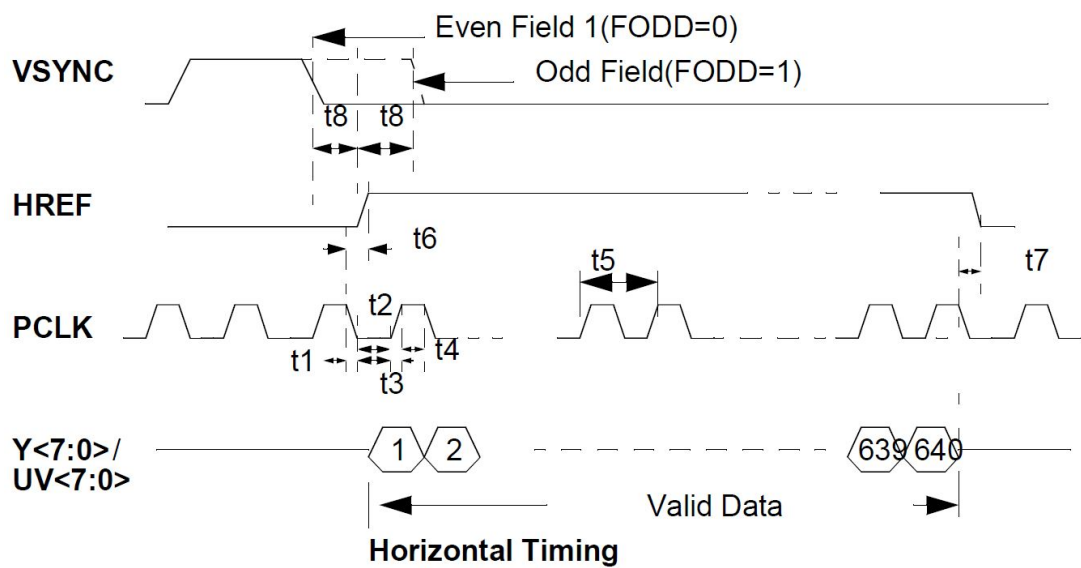 Even Field 1(FODD=0)
VSYNC
Odd Field(FODD=1)
t8 t8
HREF
t6
t5
t7
t2
PCLK
t1
t4
t3
Y<7:0>/
UV<7:0>
1 2 639 640
Valid Data
Horizontal Timing